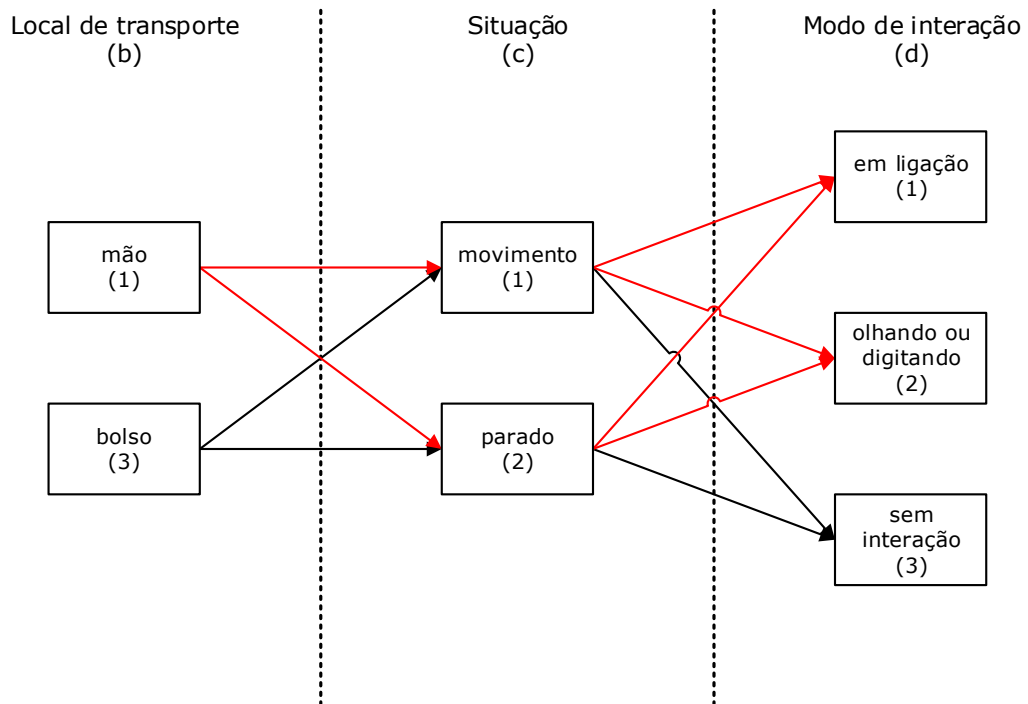 Local de transporte
(b)
Situação
(c)
Modo de interação
(d)
mão
(1)
bolso
(3)
movimento
(1)
parado
(2)
em ligação
(1)
olhando ou
digitando
(2)
sem
interação
(3)